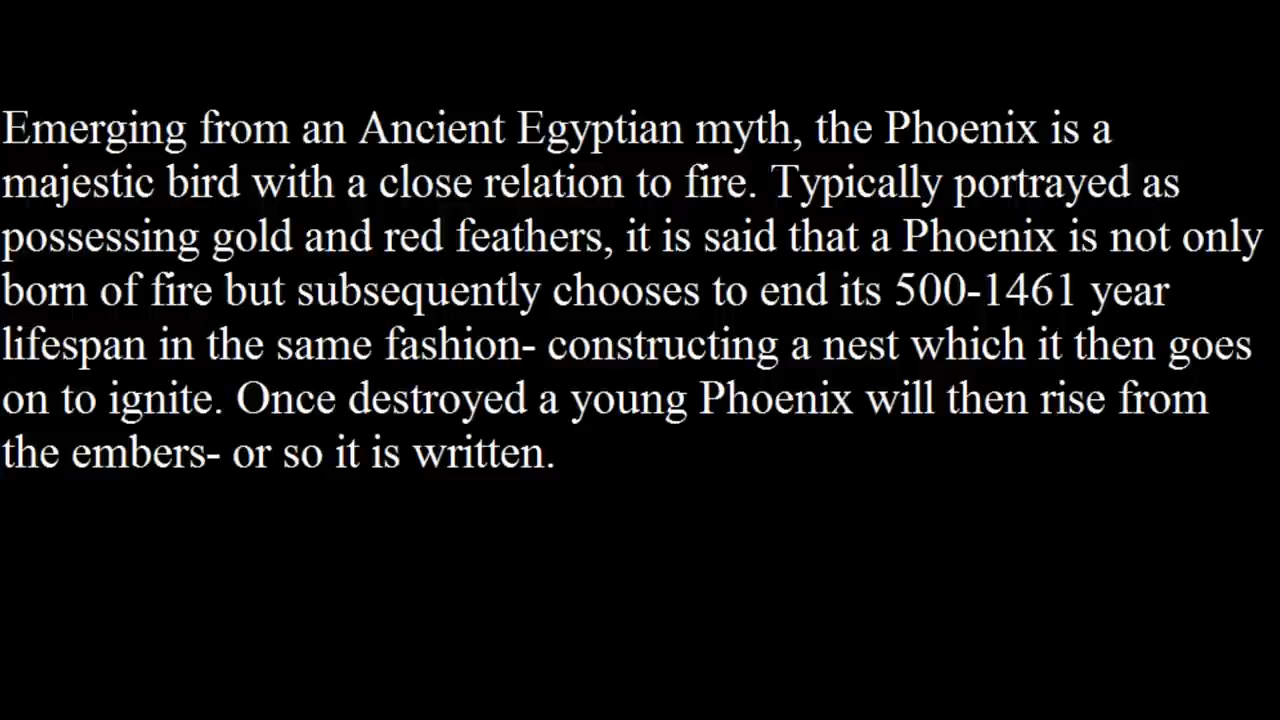 Emerging from an Ancient Egyptian myth, the Phoenix is a
majestic bird with a close relation to fire. Typically portrayed as
possessing gold and red feathers, it is said that a Phoenix is not only
born of fire but subsequently chooses to end its 500-1461 year
lifespan in the same fashion- constructing a nest which it then goes
on to ignite. Once destroyed a young Phoenix will then rise from
the embers- or so it is written.